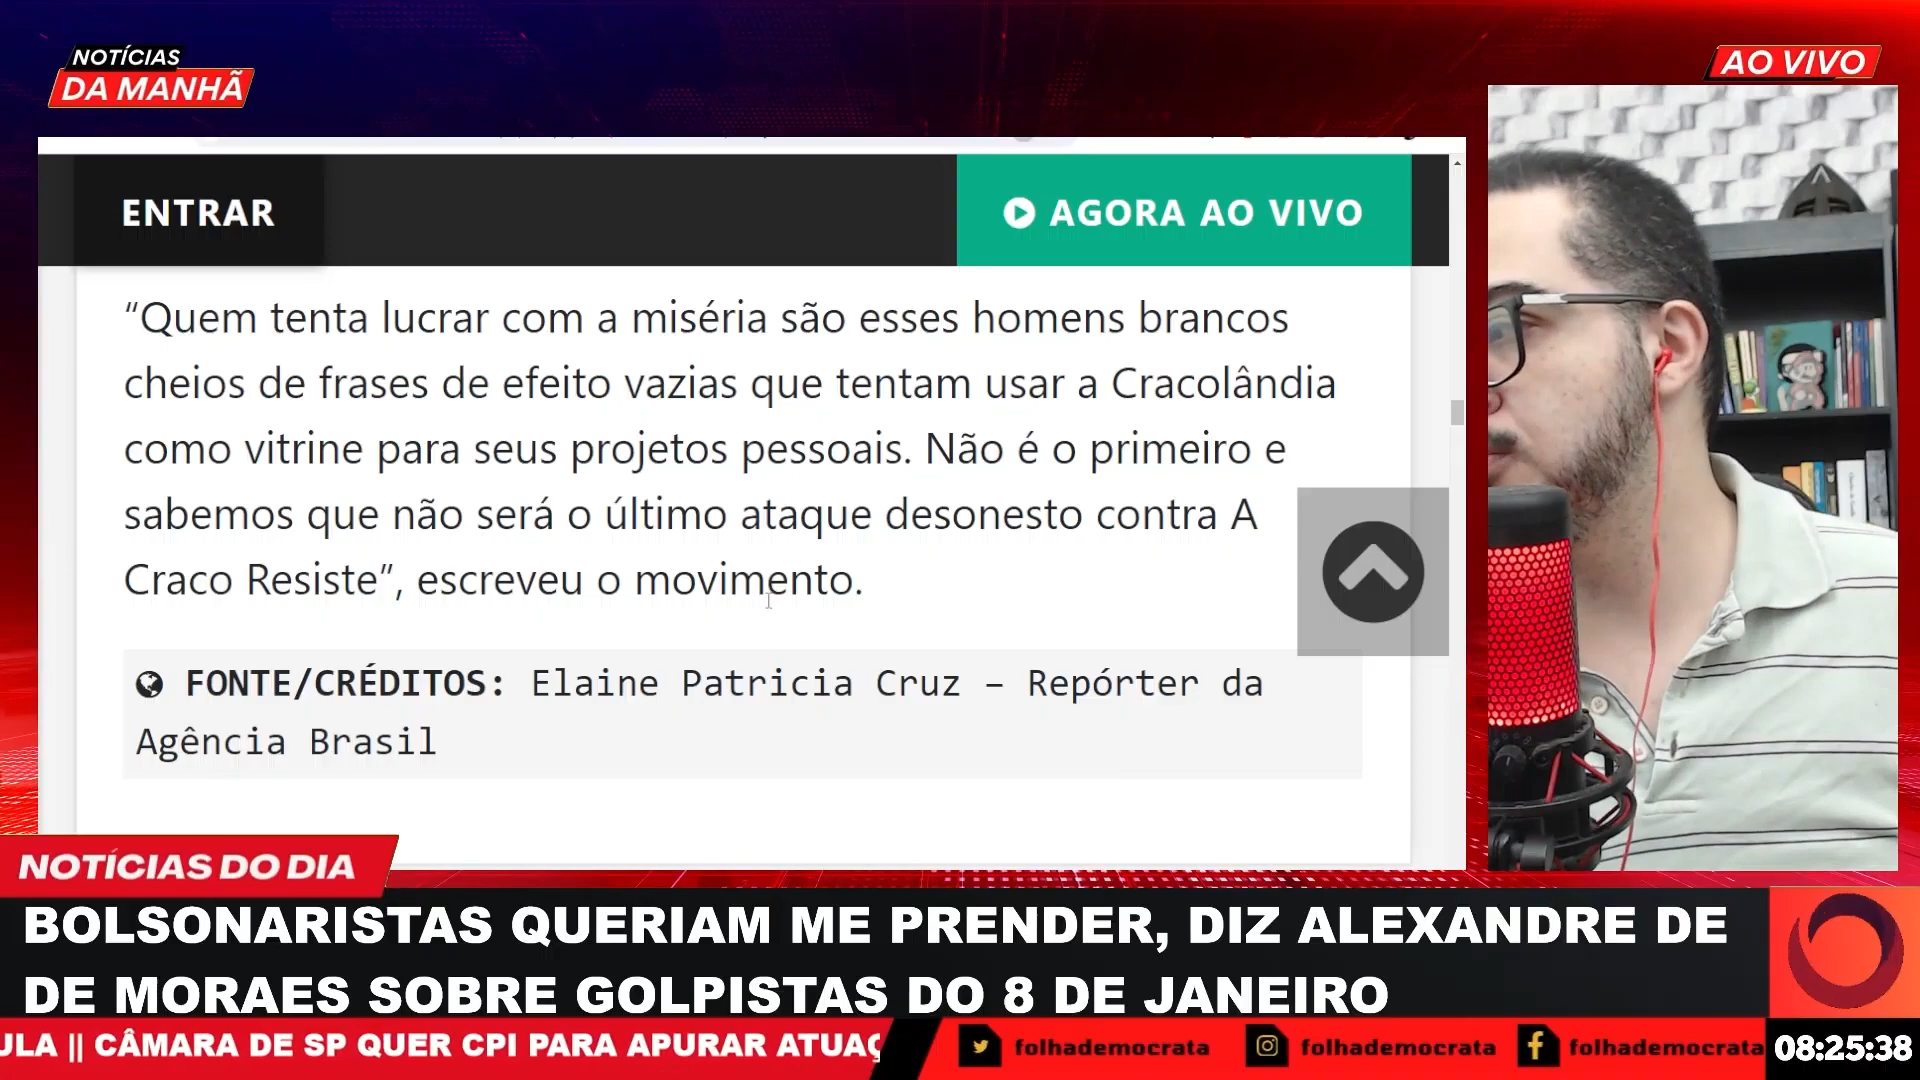 NOTÍCIAS
DA MANHÃ
AO VIVO
ENTRAR
AGORA AO VIVO
“Quem tenta lucrar com a miséria são esses homens brancos
cheios de frases de efeito vazias que tentam usar a Cracolândia
como vitrine para seus projetos pessoais. Não é o primeiro e
sabemos que não será o último ataque desonesto contra A
Craco Resiste”, escreveu o movimento.
FONTE/CRÉDITOS: Elaine Patricia Cruz – Repórter da
Agência Brasil
NOTÍCIAS DO DIA
BOLSONARISTAS QUERIAM ME PRENDER, DIZ ALEXANDRE DE
DE MORAES SOBRE GOLPISTAS DO 8 DE JANEIRO
ULA || CÂMARA DE SP QUER CPI PARA APURAR ATUAÇ
folhademocrata
folhademocrata
folhademocrata
08:25:38